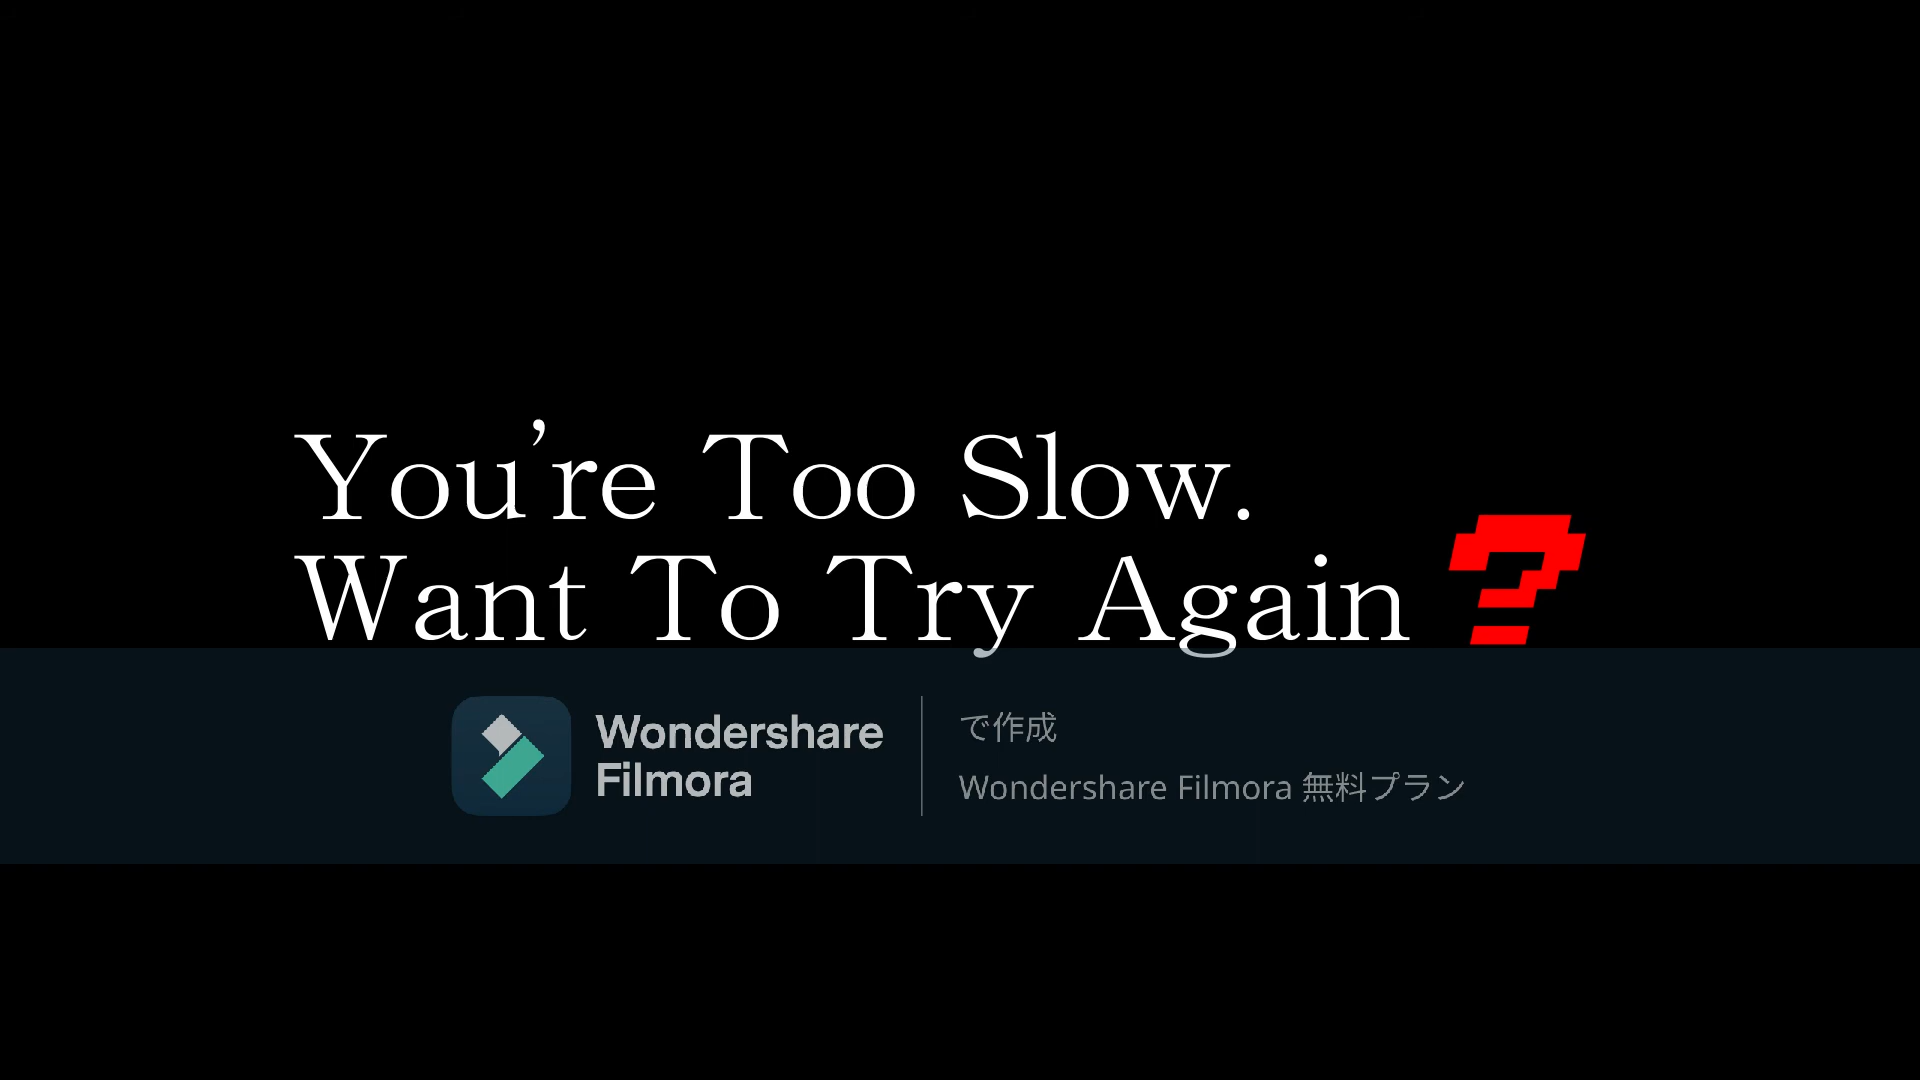 You’re Too Slow.
Want To Try Again?
Wondershare
Filmora
で作成
Wondershare Filmora 無料プラン